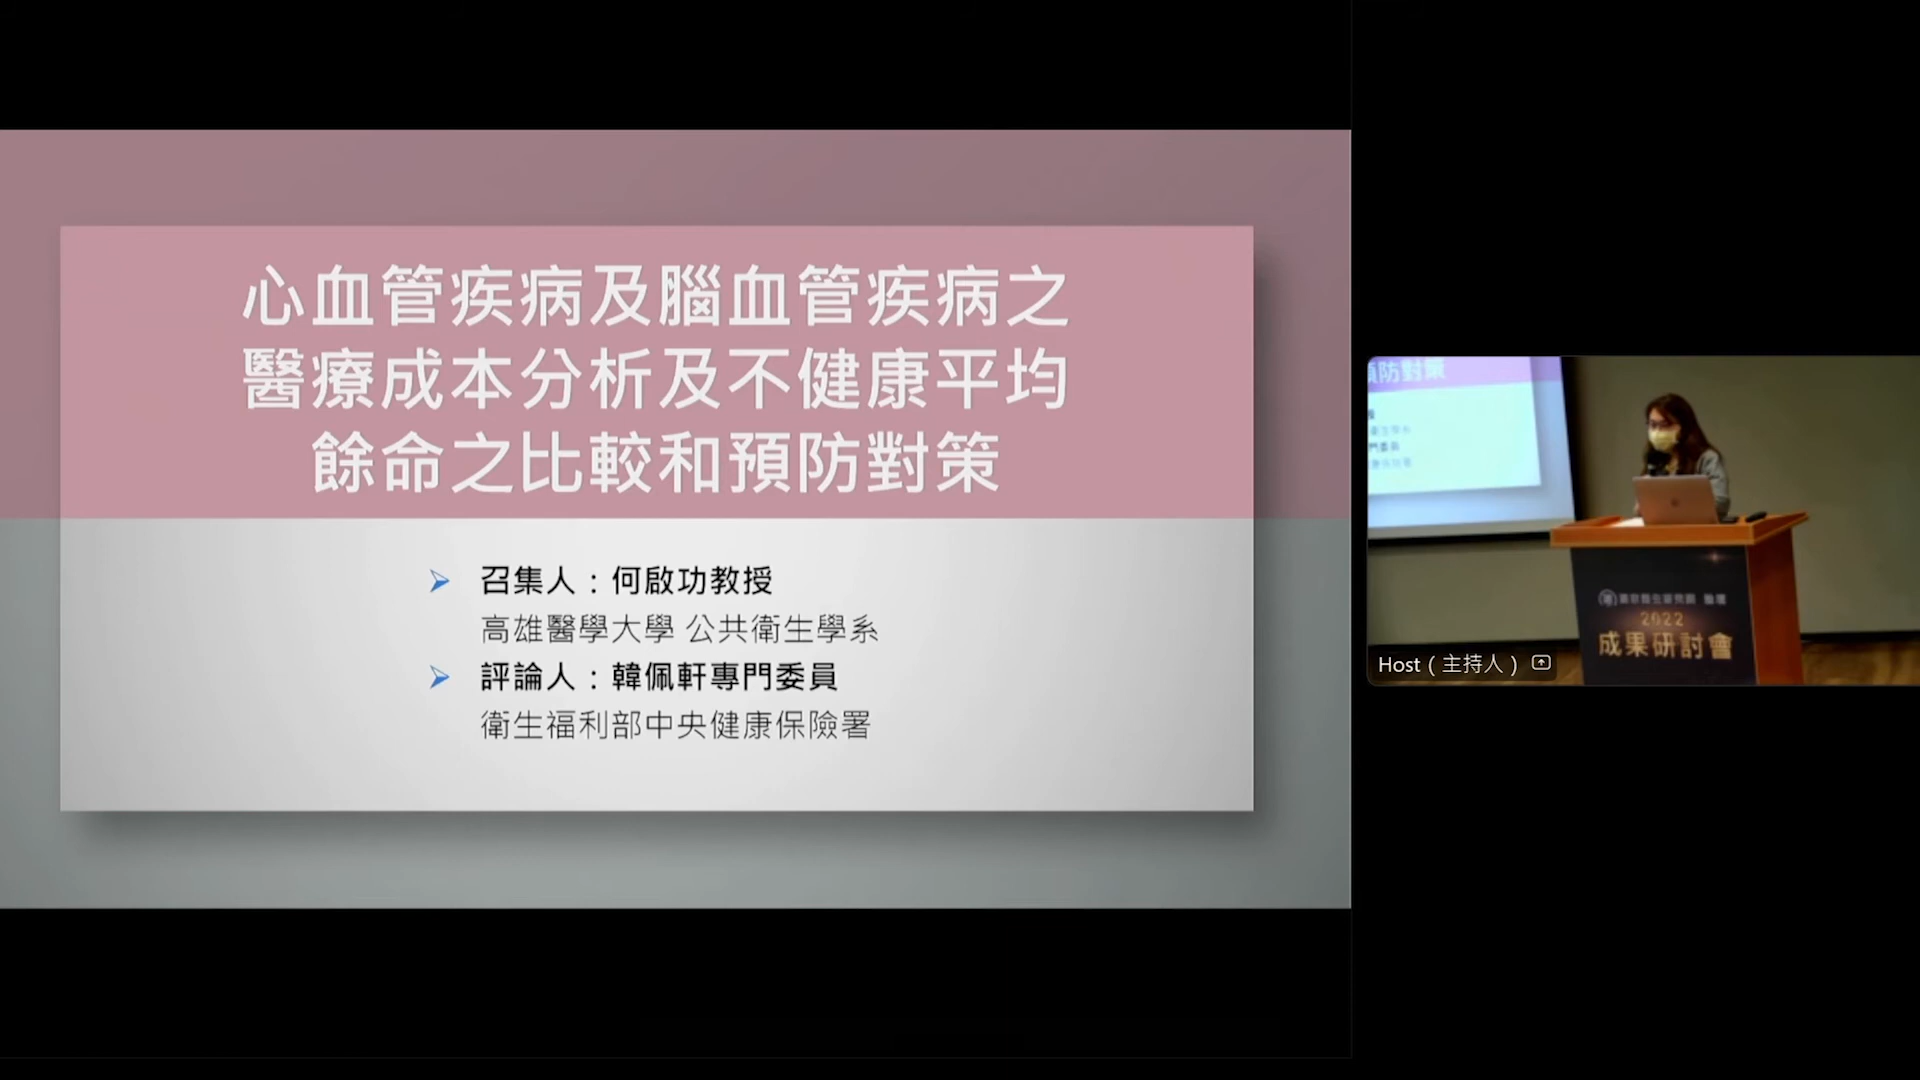 心血管疾病及腦血管疾病之
醫療成本分析及不健康平均
餘命之比較和預防對策
召集人：何啟功教授
高雄醫學大學 公共衛生學系
評論人：韓佩軒專門委員
衛生福利部中央健康保險署
預防對策
Host ( 主持人 )
2022
成果研討會